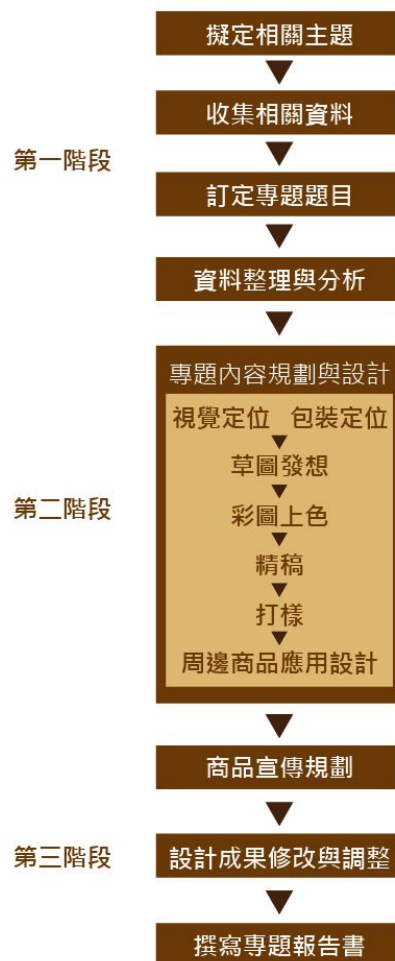 擬定相關主題
收集相關資料
第一階段
訂定專題題目
資料整理與分析
專題內容規劃與設計
視覺定位 包裝定位
草圖發想
彩圖上色
第二階段
精稿
打樣
周邊商品應用設計
商品宣傳規劃
第三階段
設計成果修改與調整
撰寫專題報告書